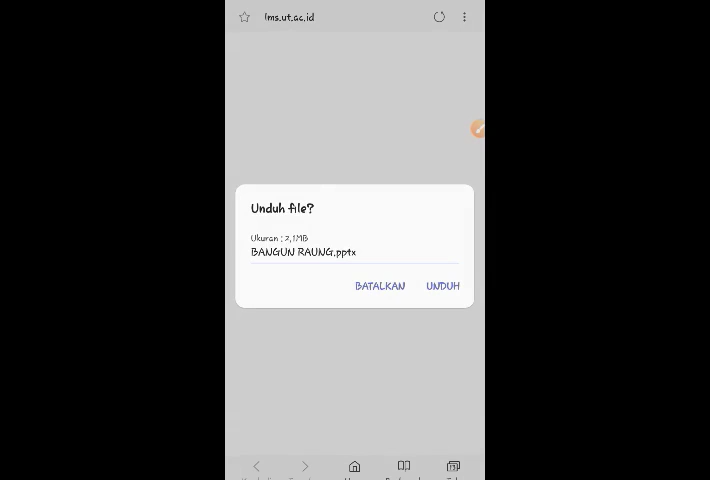 lms.ut.ac.id
Unduh file?
Ukuran : 2,1MB
BANGUN RAUNG.pptx
BATALKAN UNDUH